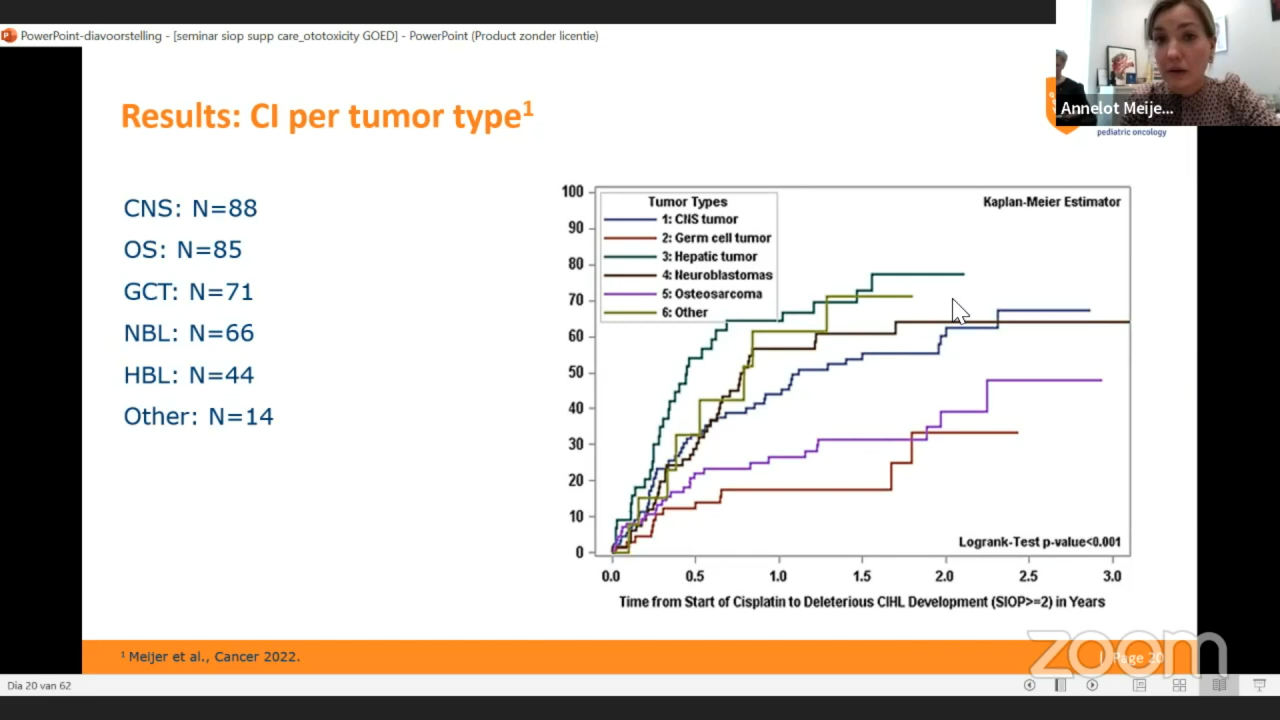 PowerPoint-diavoorstelling - [seminar siop supp care_ototoxicity GOED] - PowerPoint (Product zonder licentie)
Annelot Meije...
pediatric oncology
Results: CI per tumor type¹
CNS: N=88
OS: N=85
GCT: N=71
NBL: N=66
HBL: N=44
Other: N=14
Tumor Types
1: CNS tumor
2: Germ cell tumor
3: Hepatic tumor
4: Neuroblastomas
5: Osteosarcoma
6: Other
Kaplan-Meier Estimator
100
90
80
70
60
50
40
30
20
10
0
Logrank-Test p-value<0.001
0.0 0.5 1.0 1.5 2.0 2.5 3.0
Time from Start of Cisplatin to Deleterious CIHL Development (SIOP>=2) in Years
¹ Meijer et al., Cancer 2022.
| Page 20
zoom
Dia 20 van 62